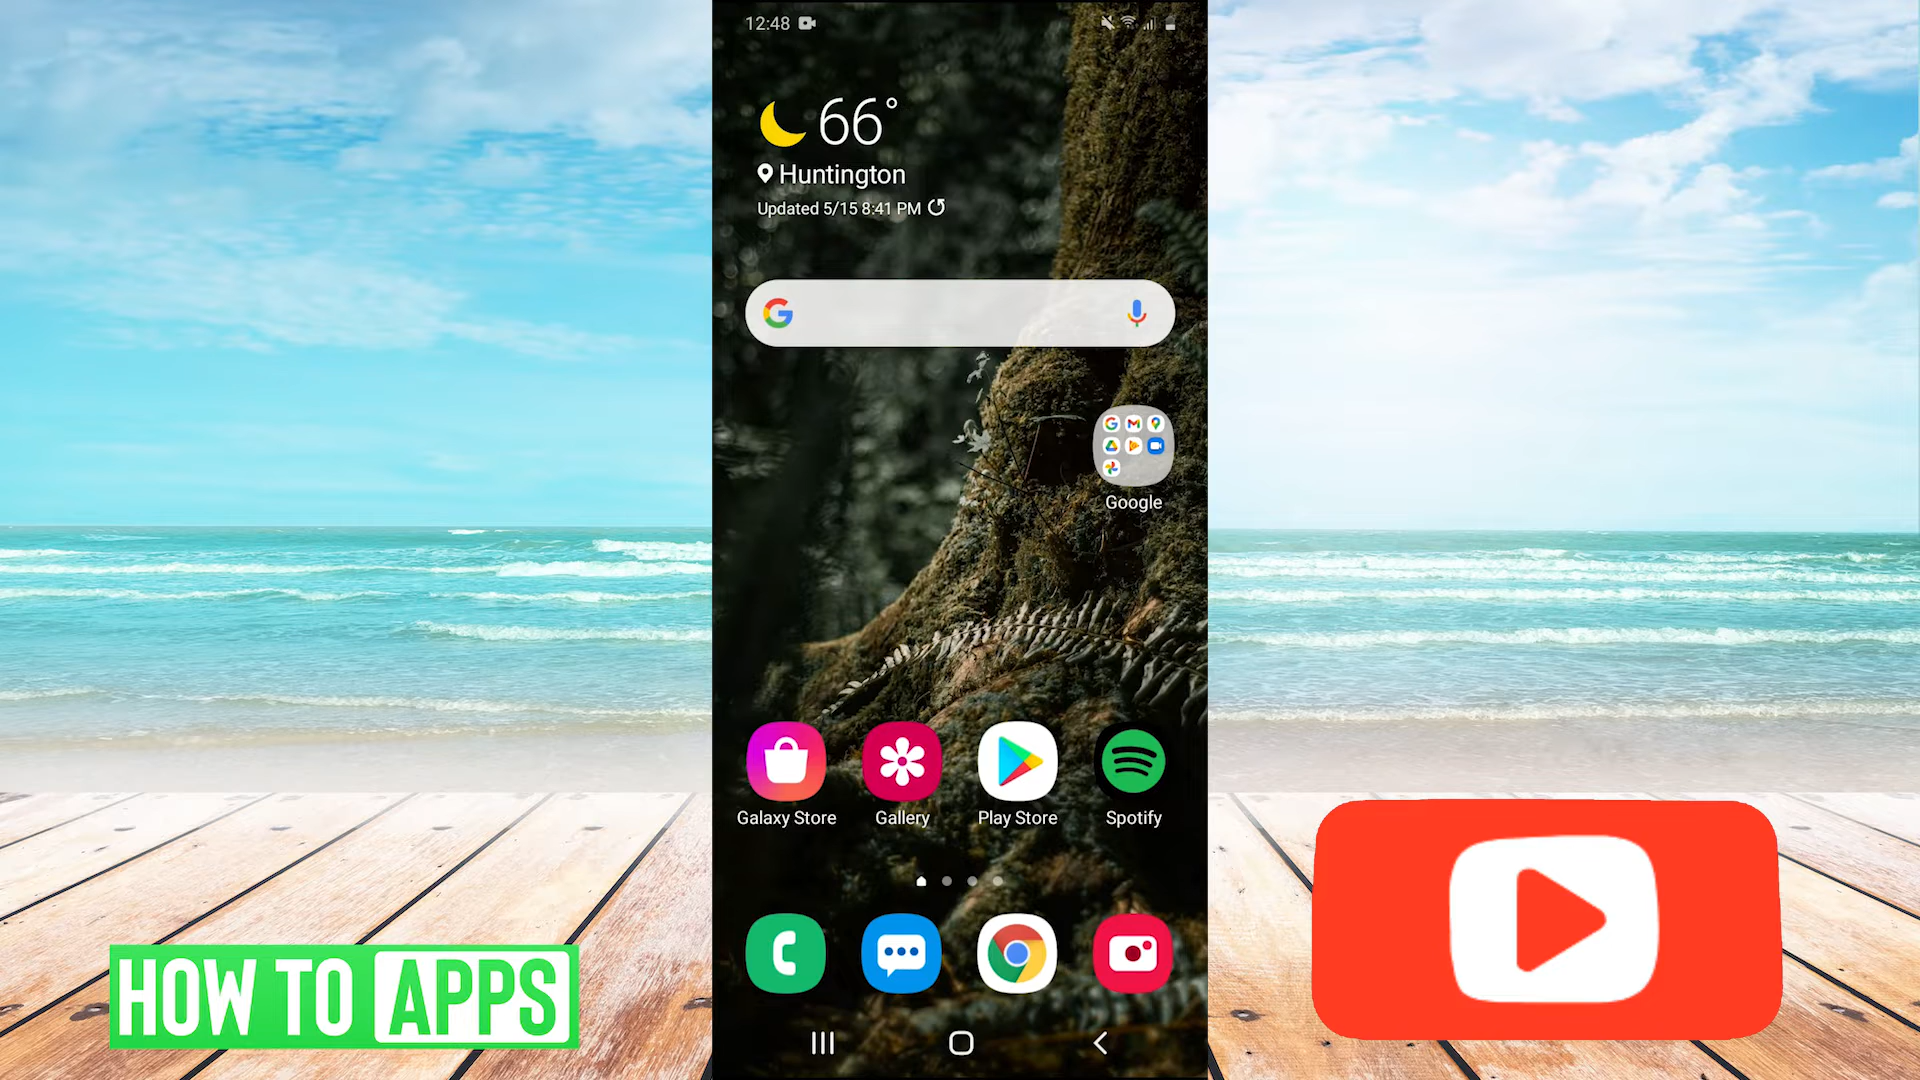 12:48
66°
Huntington
Updated 5/15 8:41 PM
Google
Galaxy Store
Gallery
Play Store
Spotify
HOW TO APPS